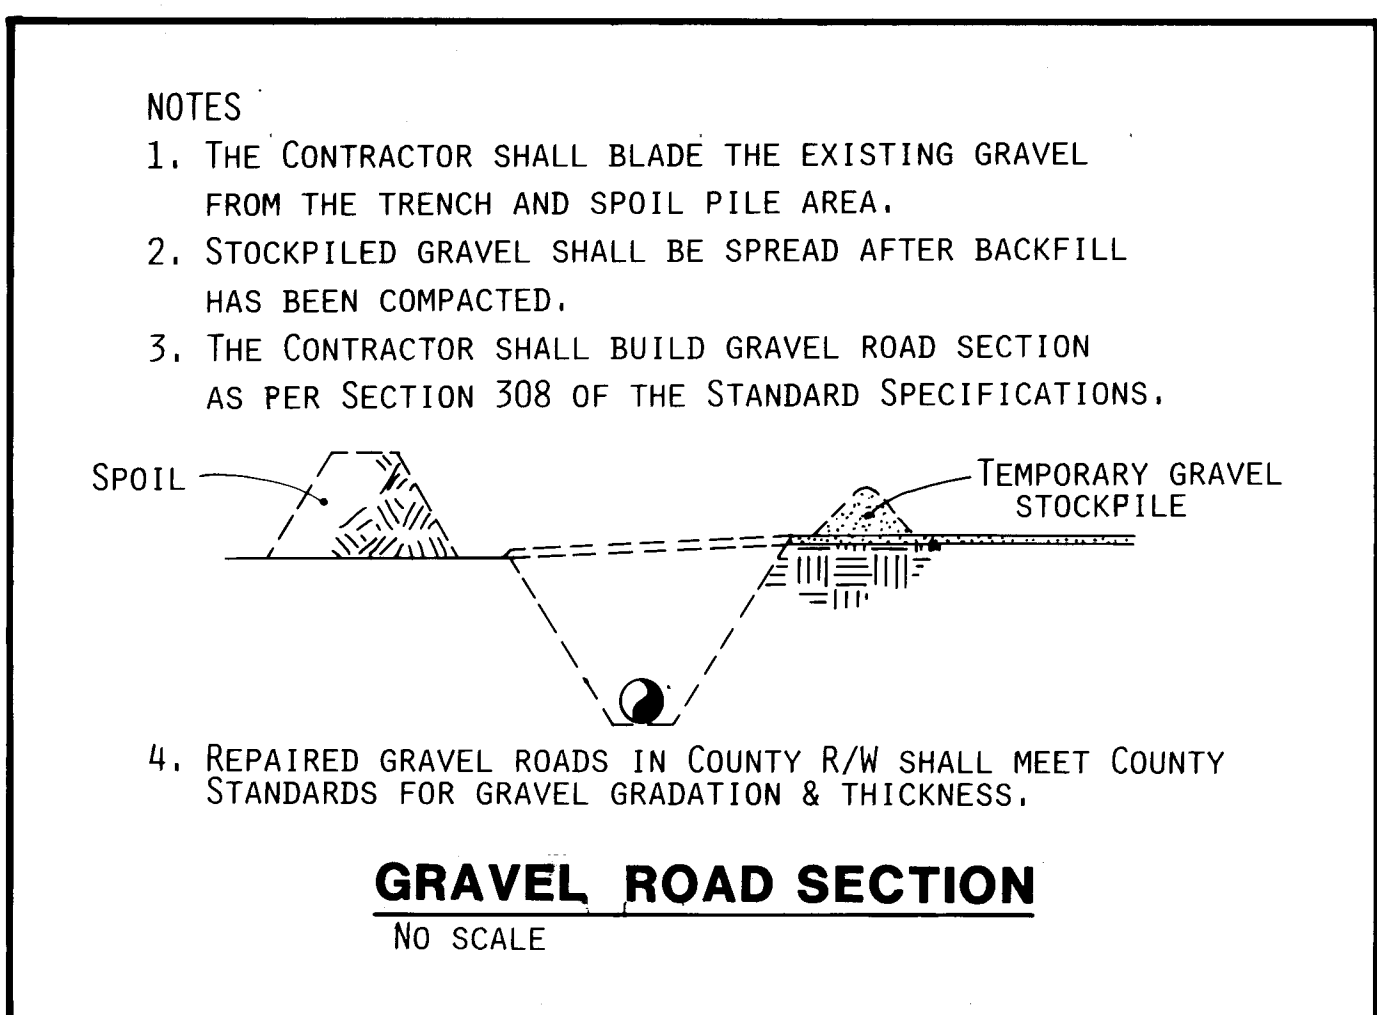 NOTES
1. THE CONTRACTOR SHALL BLADE THE EXISTING GRAVEL
FROM THE TRENCH AND SPOIL PILE AREA.
2. STOCKPILED GRAVEL SHALL BE SPREAD AFTER BACKFILL
HAS BEEN COMPACTED.
3. THE CONTRACTOR SHALL BUILD GRAVEL ROAD SECTION
AS PER SECTION 308 OF THE STANDARD SPECIFICATIONS.
SPOIL
TEMPORARY GRAVEL
STOCKPILE
4. REPAIRED GRAVEL ROADS IN COUNTY R/W SHALL MEET COUNTY
STANDARDS FOR GRAVEL GRADATION & THICKNESS.
GRAVEL ROAD SECTION
NO SCALE